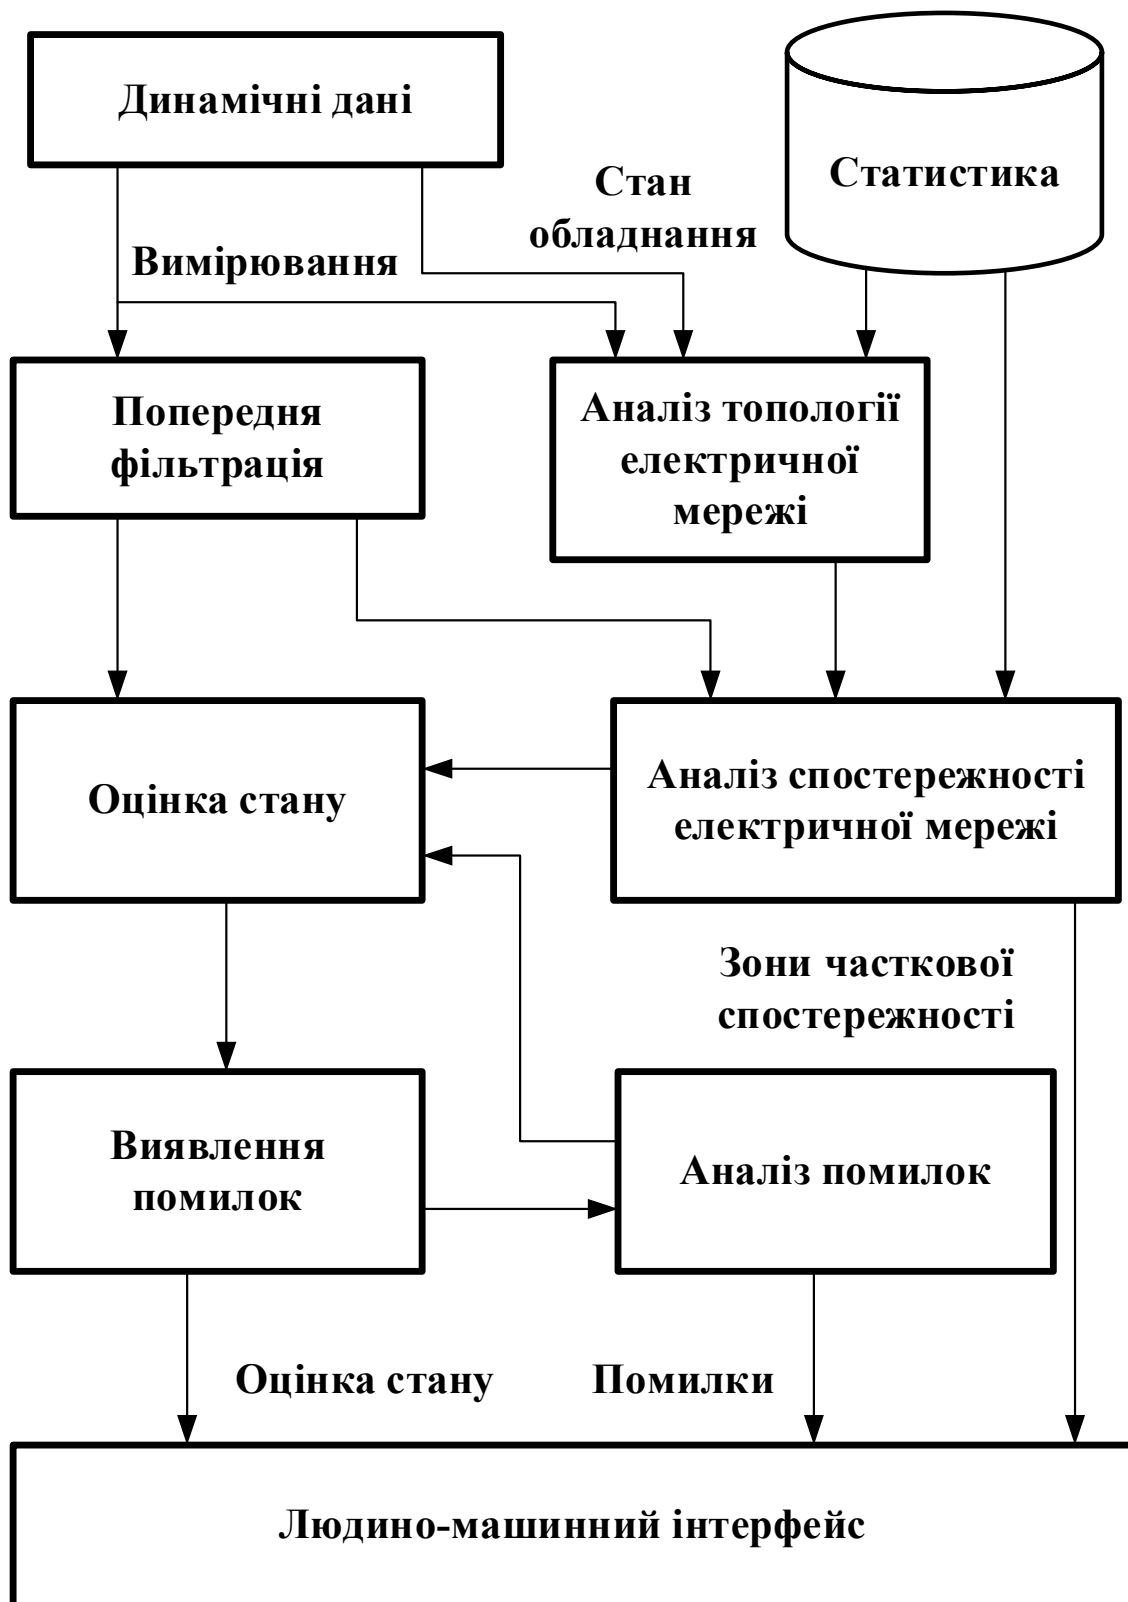 Динамічні дані
Статистика
Стан
обладнання
Вимірювання
Попередня
фільтрація
Аналіз топології
електричної
мережі
Оцінка стану
Аналіз спостережності
електричної мережі
Зони часткової
спостережності
Виявлення
помилок
Аналіз помилок
Оцінка стану
Помилки
Людино-машинний інтерфейс